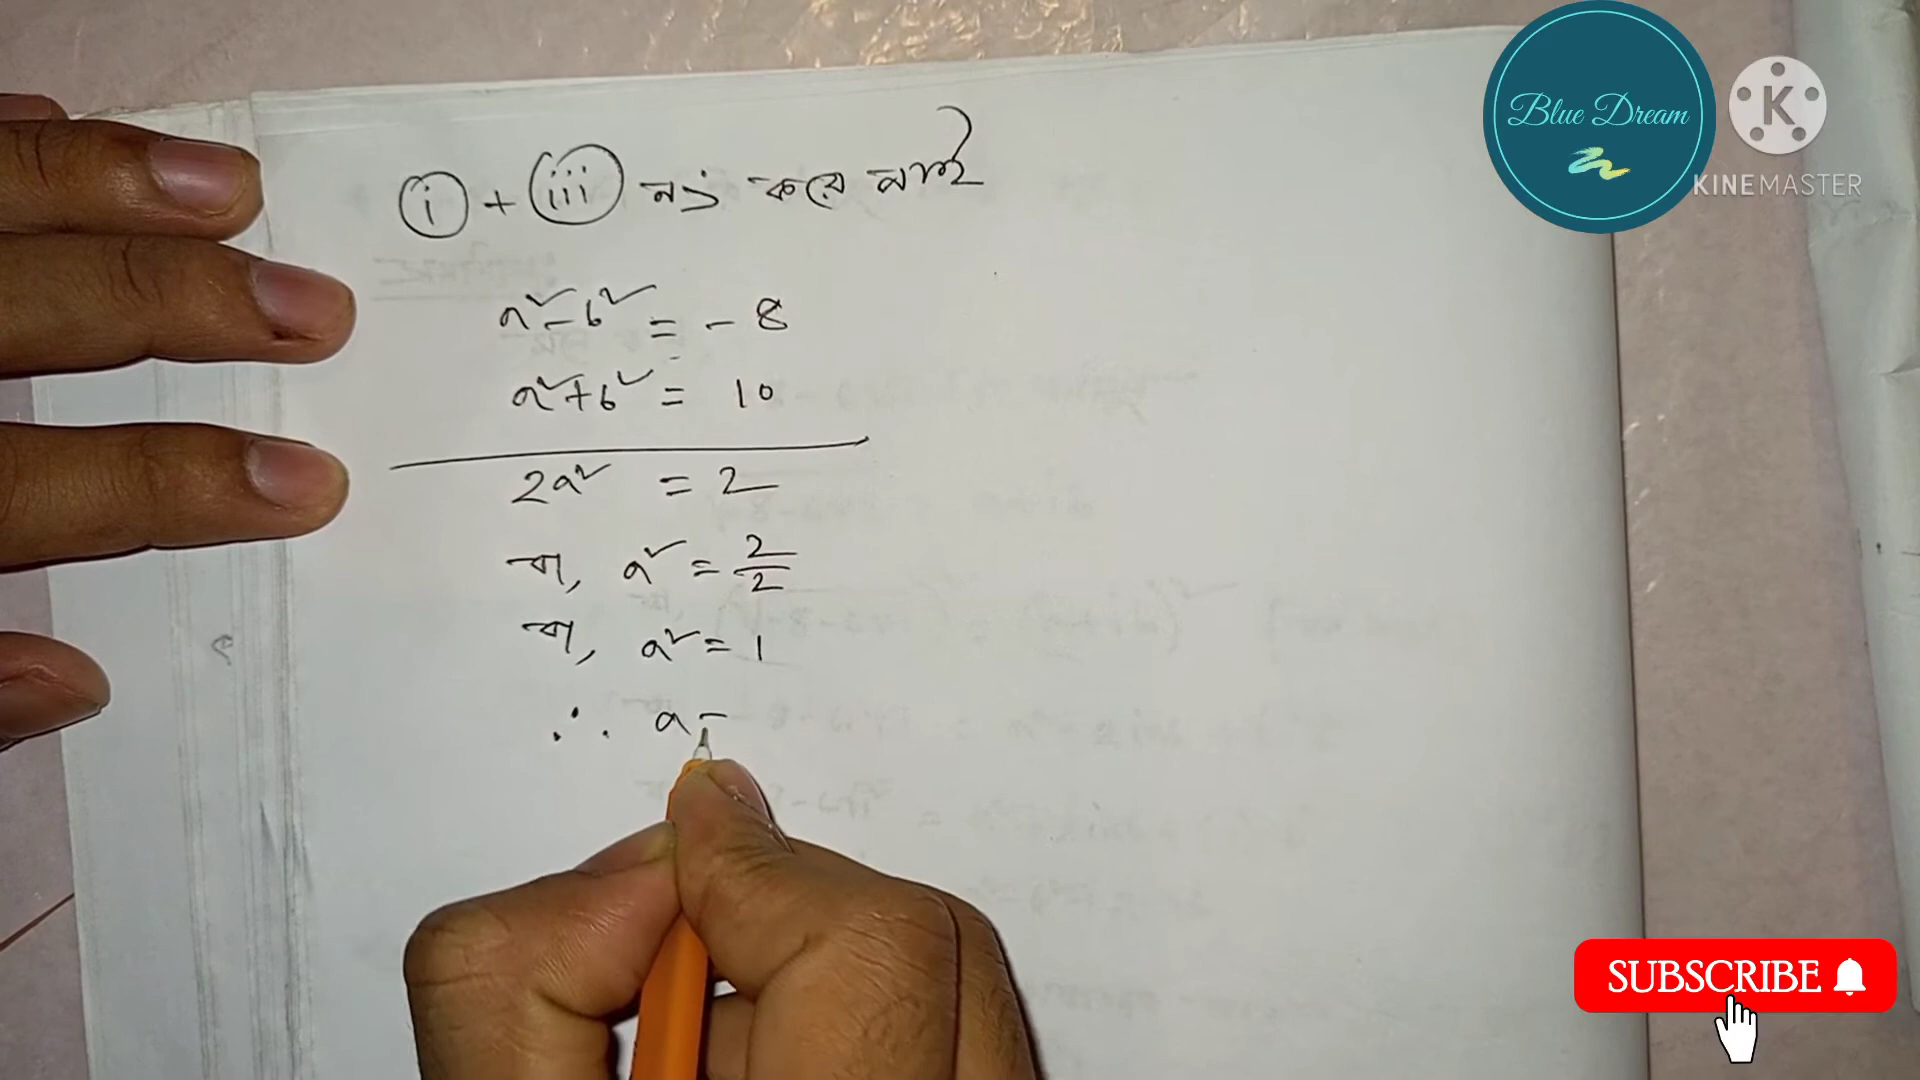 i + iii নং করে পাই
a² - b² = - 8
a² + b² = 10
2a² = 2
বা, a² = 2/2
বা, a² = 1
∴ a =
Blue Dream
K
KINEMASTER
SUBSCRIBE